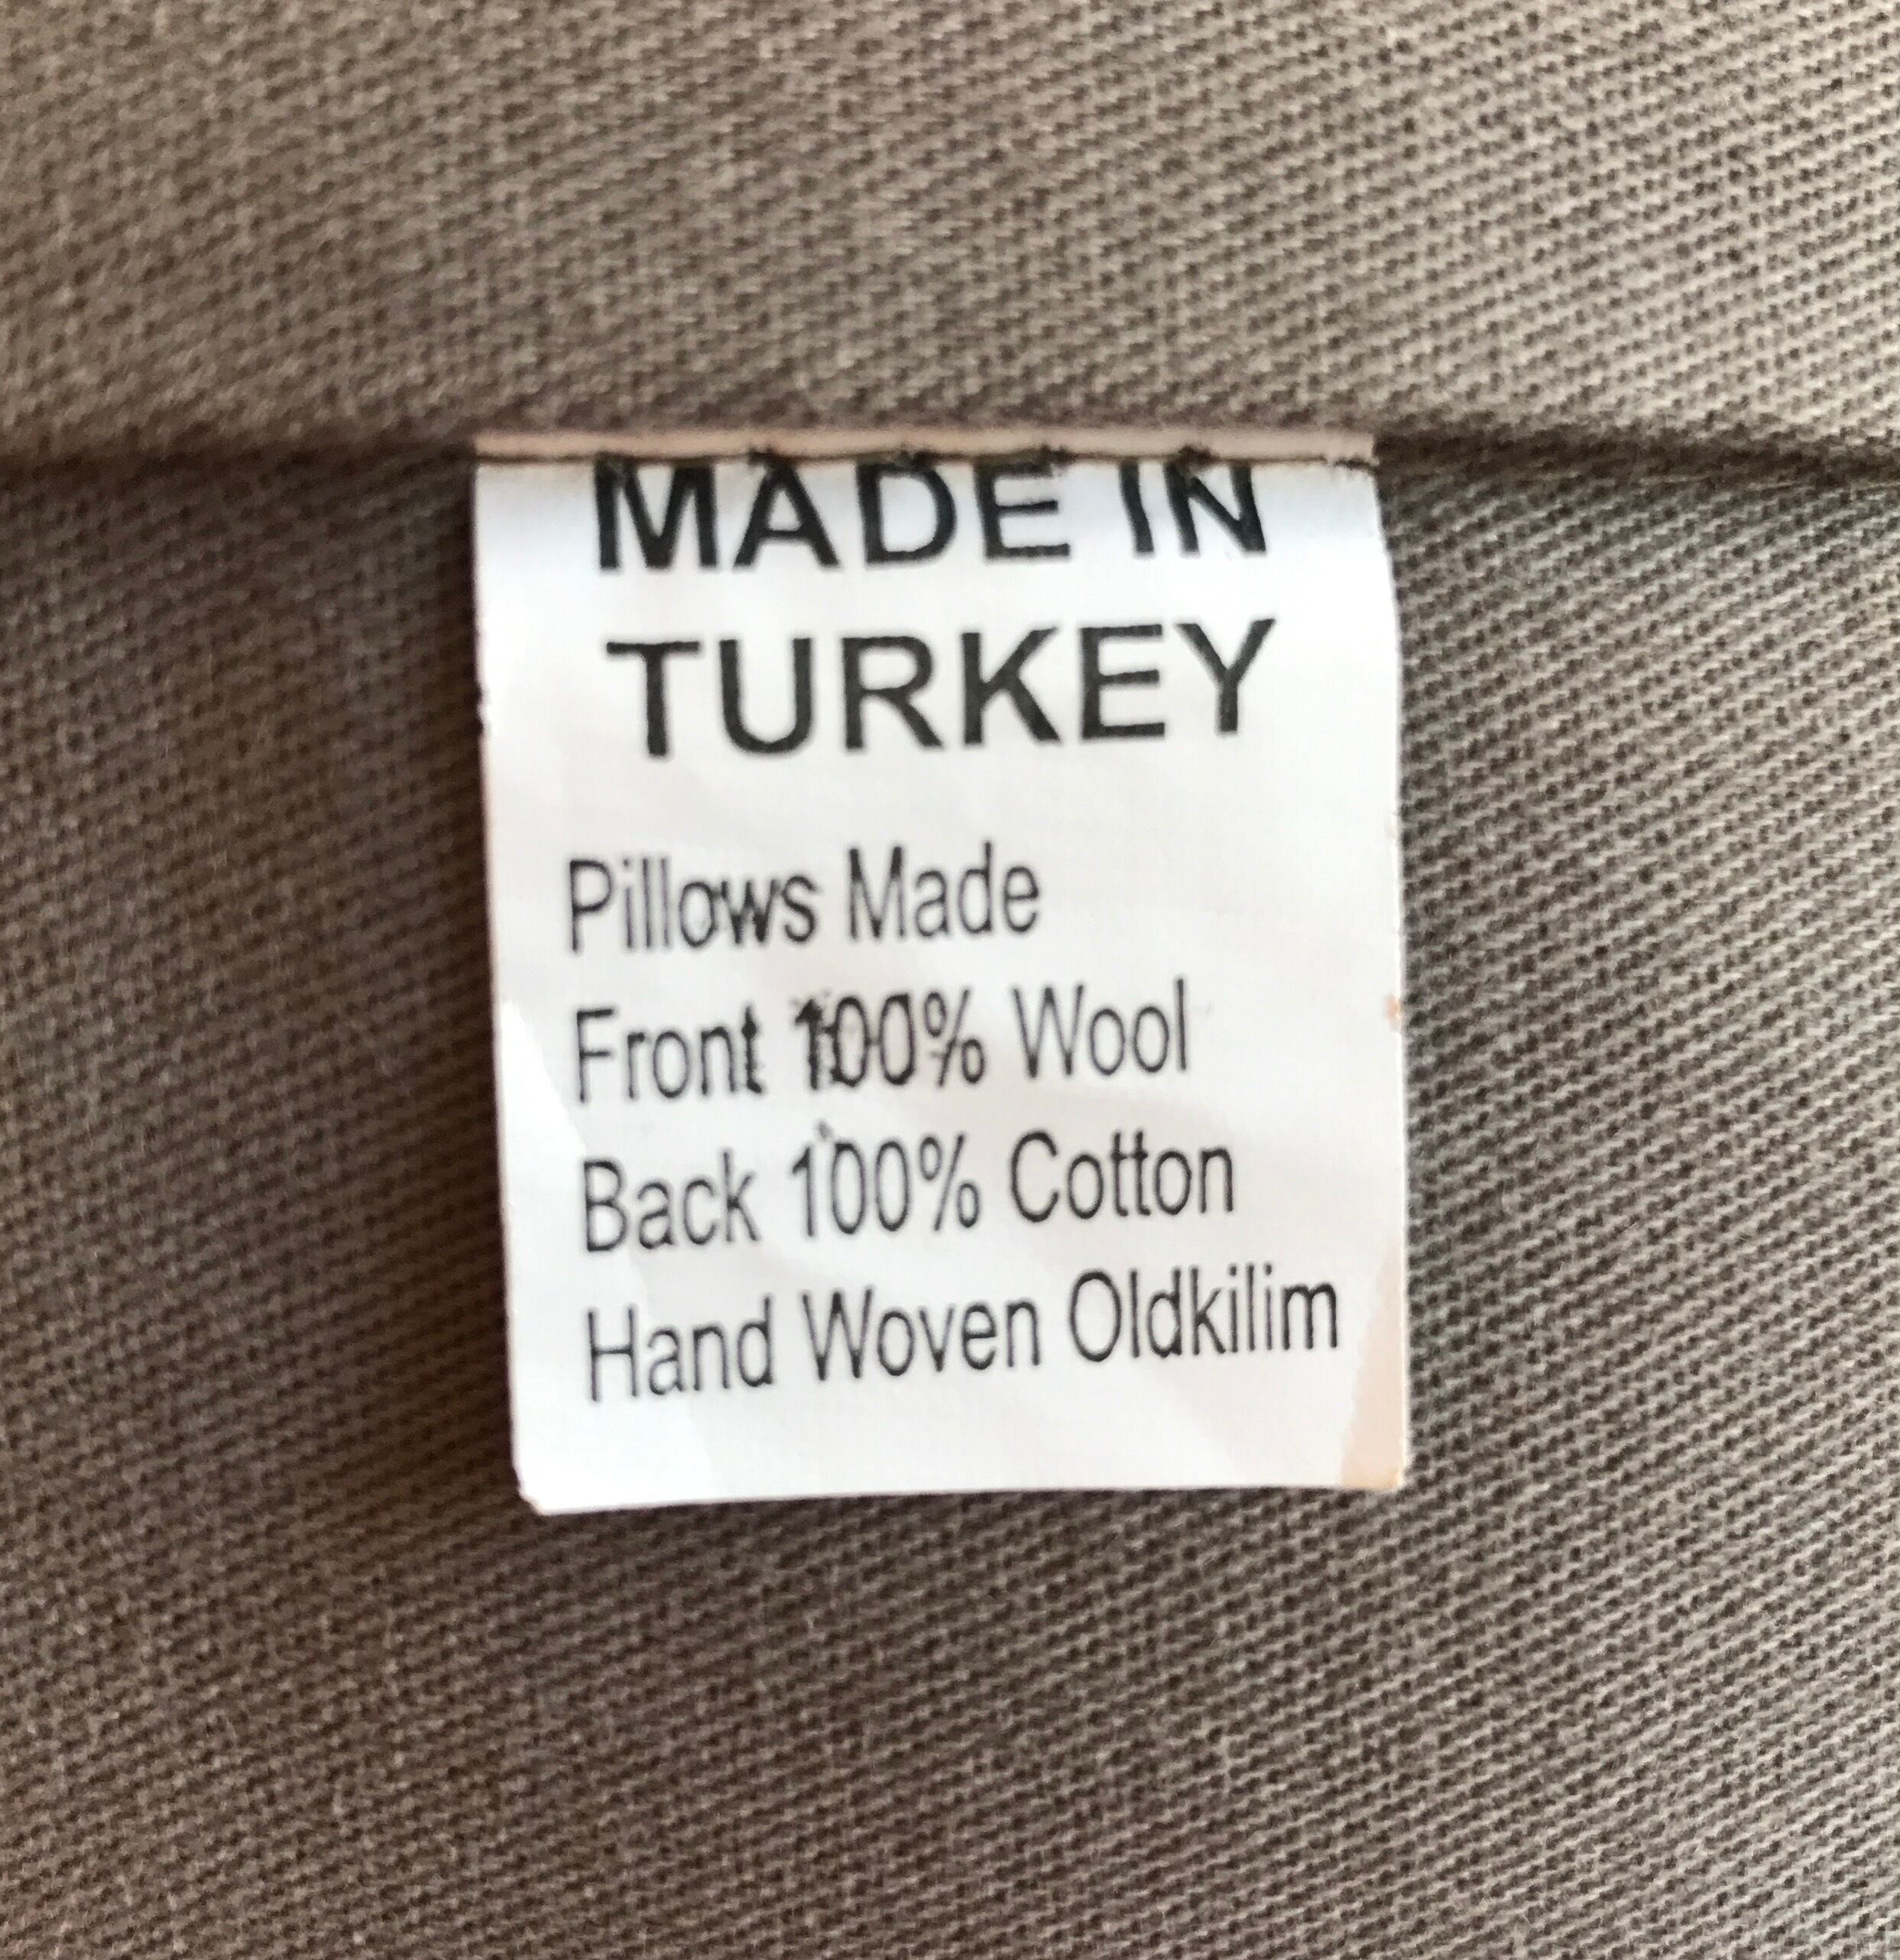 MADE IN
TURKEY
Pillows Made
Front 100% Wool
Back 100% Cotton
Hand Woven Oldkilim